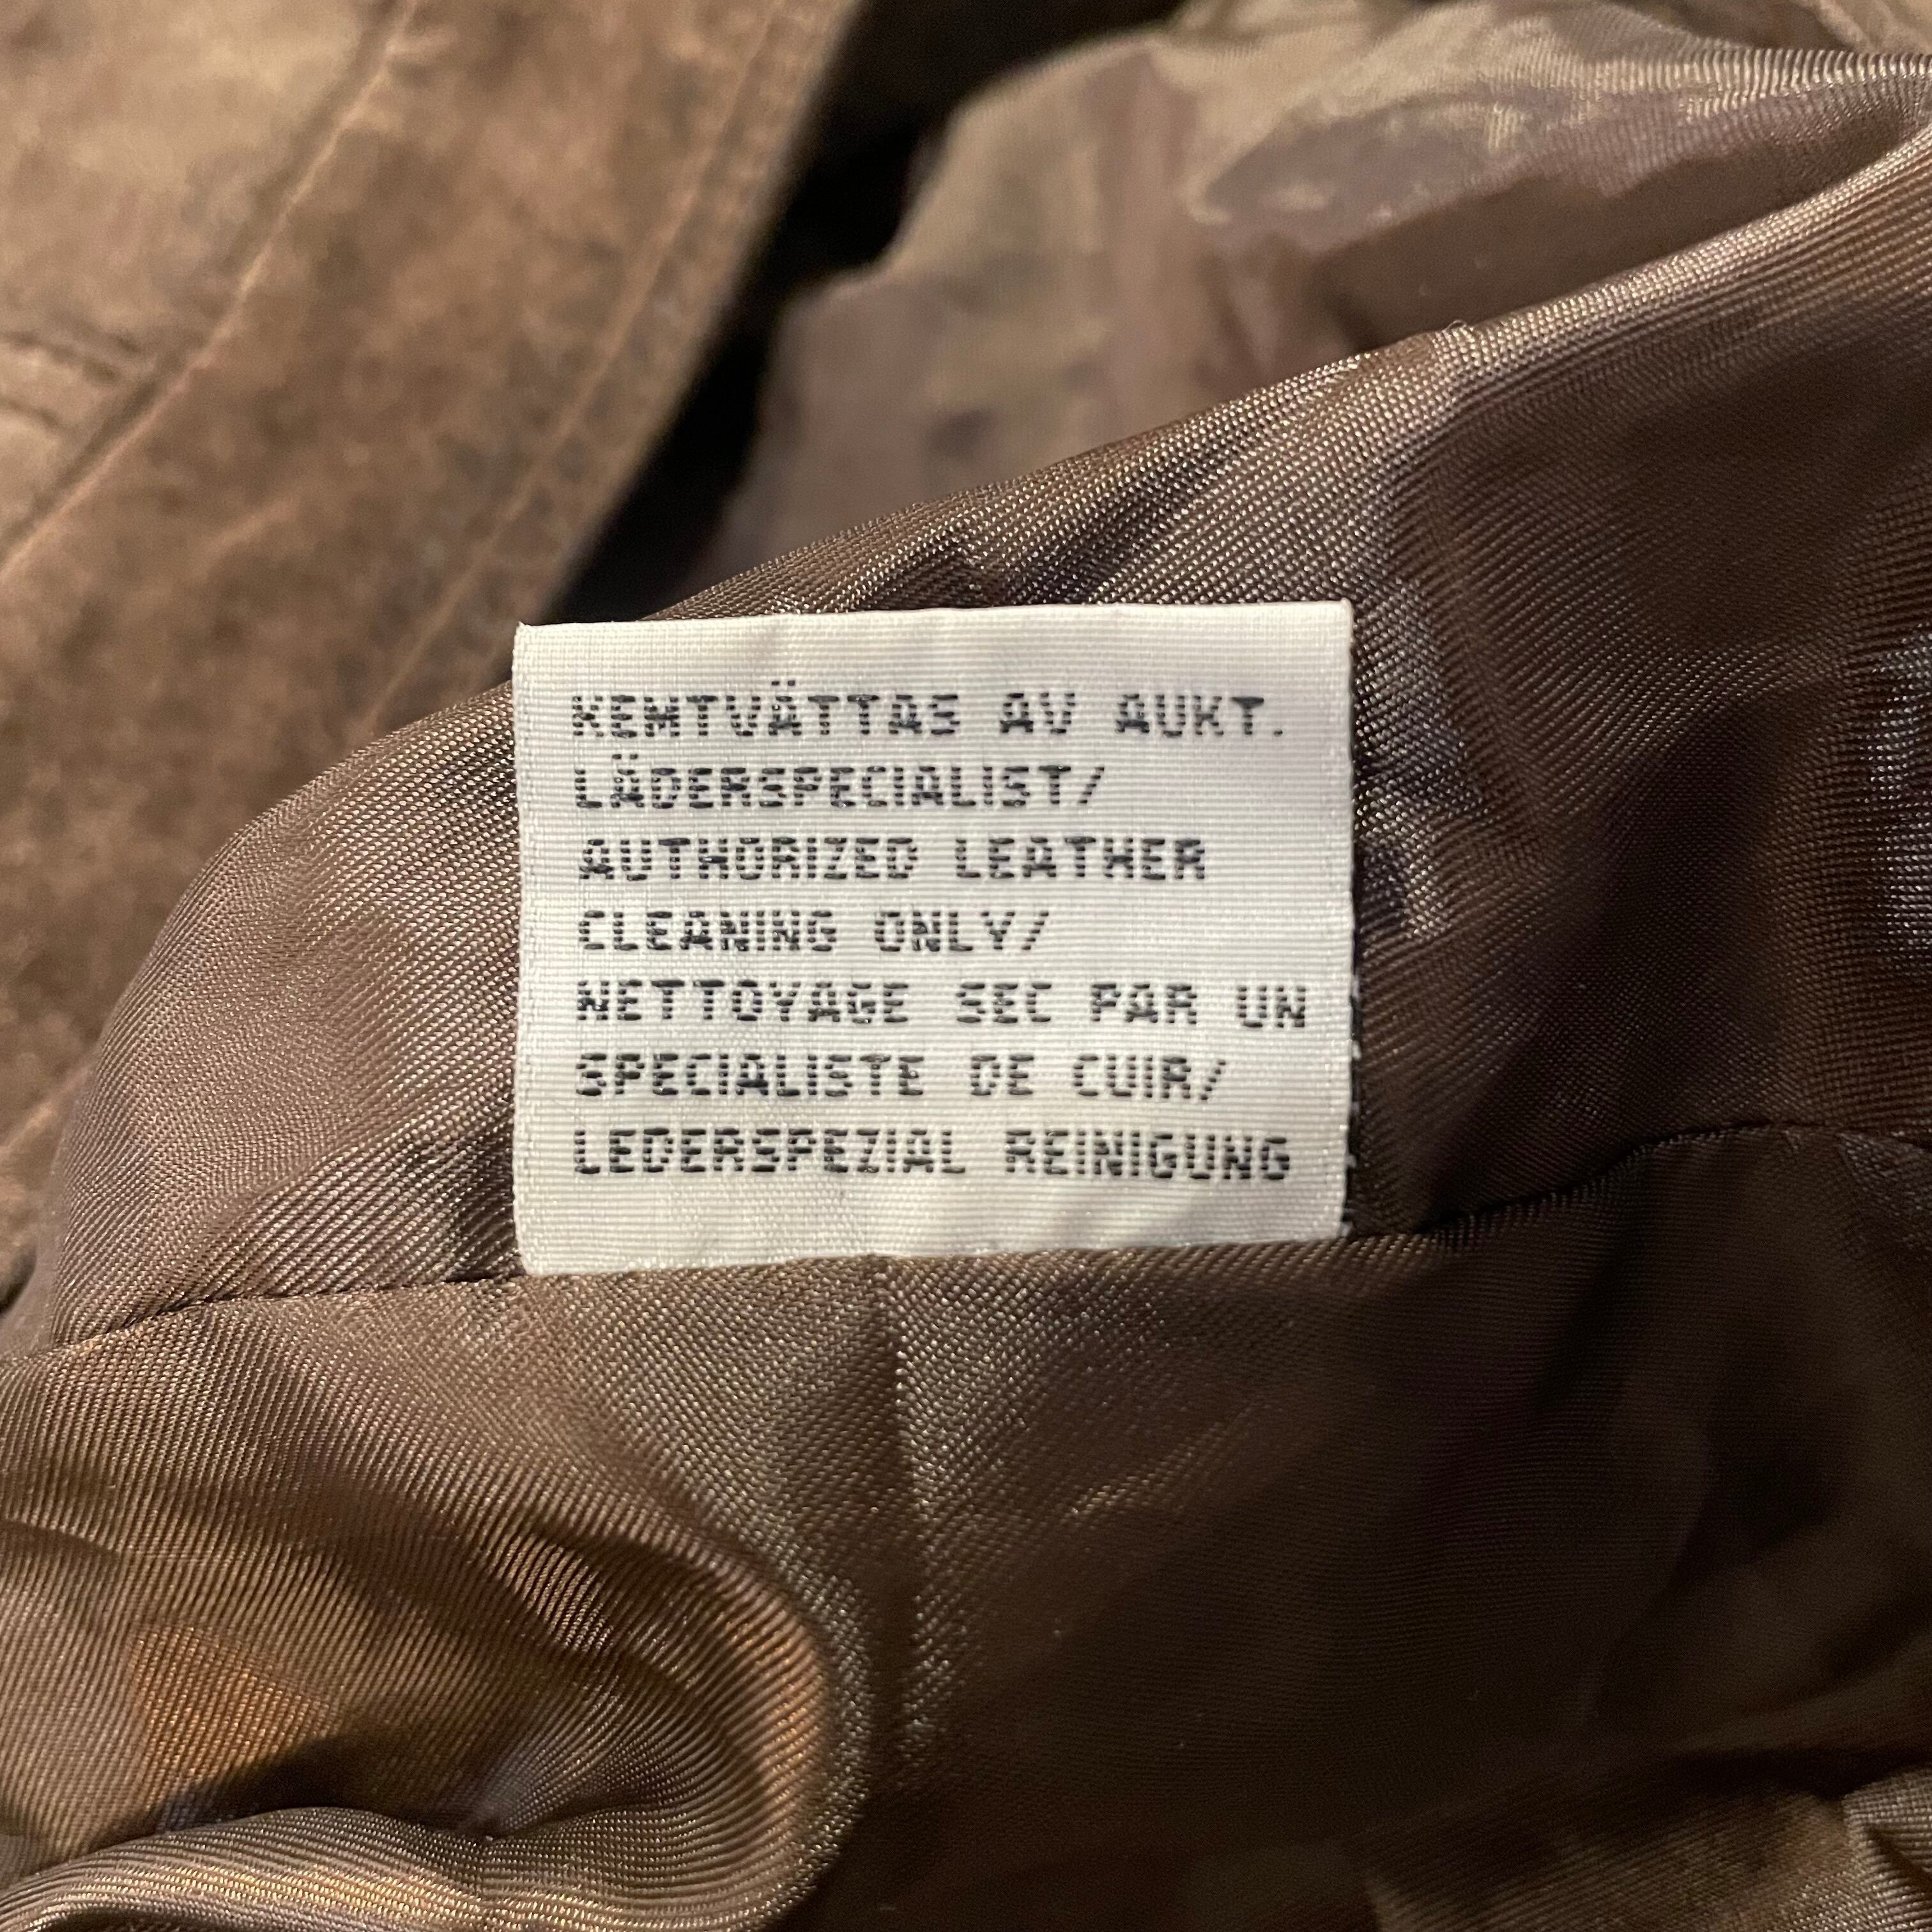 KEMTVÄTTAS AV AUKT.
LÄDERSPECIALIST/
AUTHORIZED LEATHER
CLEANING ONLY/
NETTOYAGE SEC PAR UN
SPECIALISTE DE CUIR/
LEDERSPEZIAL REINIGUNG